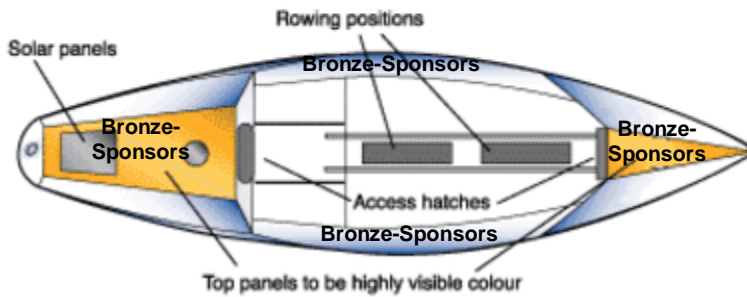 Rowing positions
Solar panels
Bronze-Sponsors
Bronze-
Sponsors
Bronze-
Sponsors
Access hatches
Bronze-Sponsors
Top panels to be highly visible colour